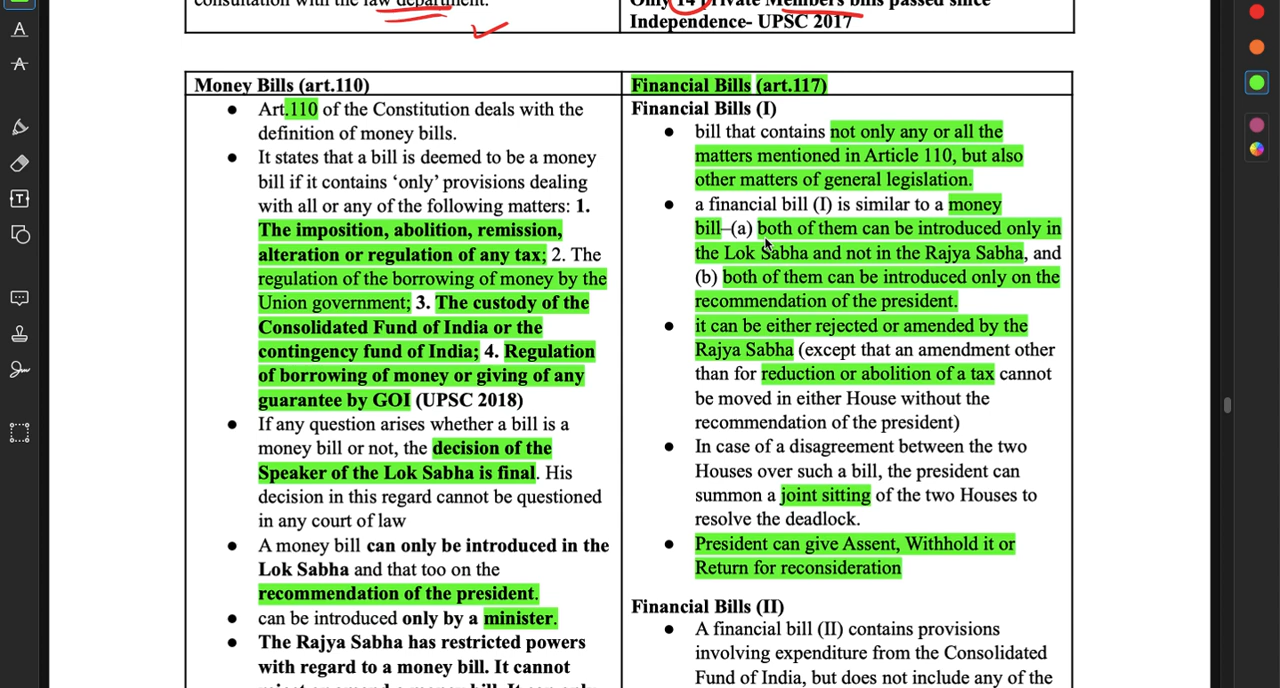 consultation with the law department.
Only 14 Private Members bills passed since
Independence- UPSC 2017
Money Bills (art.110)
● Art.110 of the Constitution deals with the
definition of money bills.
● It states that a bill is deemed to be a money
bill if it contains ‘only’ provisions dealing
with all or any of the following matters: 1.
The imposition, abolition, remission,
alteration or regulation of any tax; 2. The
regulation of the borrowing of money by the
Union government; 3. The custody of the
Consolidated Fund of India or the
contingency fund of India; 4. Regulation
of borrowing of money or giving of any
guarantee by GOI (UPSC 2018)
● If any question arises whether a bill is a
money bill or not, the decision of the
Speaker of the Lok Sabha is final. His
decision in this regard cannot be questioned
in any court of law
● A money bill can only be introduced in the
Lok Sabha and that too on the
recommendation of the president.
● can be introduced only by a minister.
● The Rajya Sabha has restricted powers
with regard to a money bill. It cannot
Financial Bills (art.117)
Financial Bills (I)
● bill that contains not only any or all the
matters mentioned in Article 110, but also
other matters of general legislation.
● a financial bill (I) is similar to a money
bill–(a) both of them can be introduced only in
the Lok Sabha and not in the Rajya Sabha, and
(b) both of them can be introduced only on the
recommendation of the president.
● it can be either rejected or amended by the
Rajya Sabha (except that an amendment other
than for reduction or abolition of a tax cannot
be moved in either House without the
recommendation of the president)
● In case of a disagreement between the two
Houses over such a bill, the president can
summon a joint sitting of the two Houses to
resolve the deadlock.
● President can give Assent, Withhold it or
Return for reconsideration
Financial Bills (II)
● A financial bill (II) contains provisions
involving expenditure from the Consolidated
Fund of India, but does not include any of the